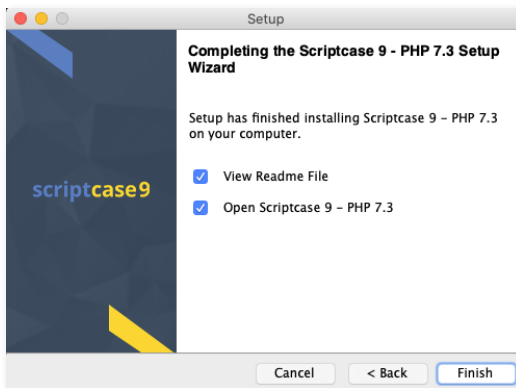 Setup
Completing the Scriptcase 9 - PHP 7.3 Setup
Wizard
Setup has finished installing Scriptcase 9 – PHP 7.3
on your computer.
View Readme File
Open Scriptcase 9 – PHP 7.3
scriptcase9
Cancel
< Back
Finish